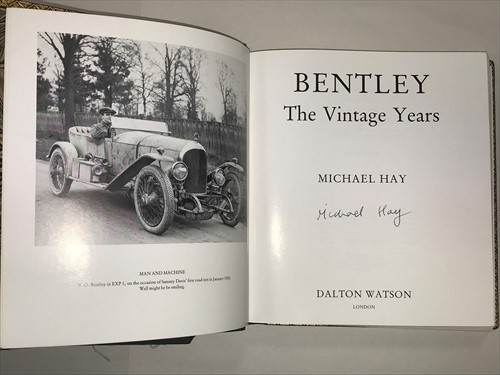 MAN AND MACHINE
W. O. Bentley in EXP 1, on the occasion of Sammy Davis' first road-test in January 1920.
Well might he be smiling.
BENTLEY
The Vintage Years
MICHAEL HAY
Michael Hay
DALTON WATSON
LONDON